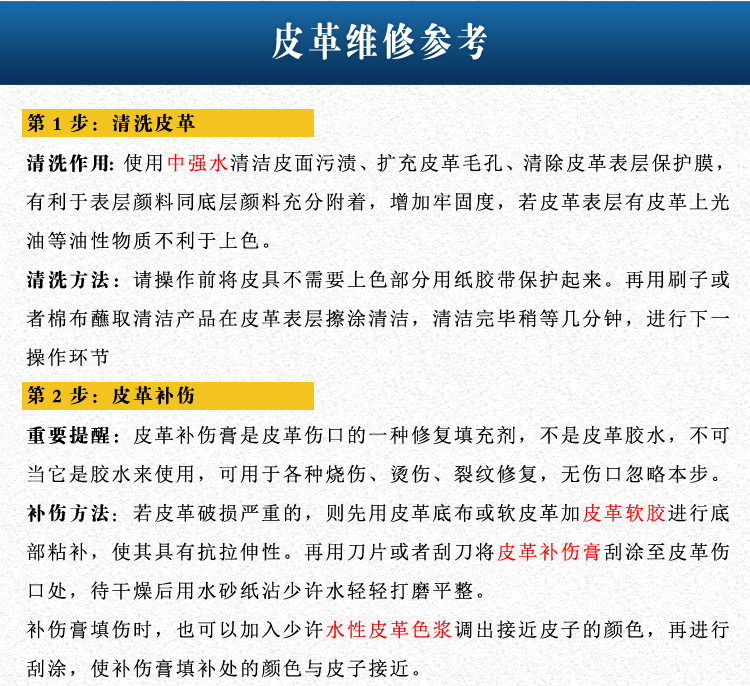 皮革维修参考
第1步：清洗皮革
清洗作用：使用中强水清洁皮面污渍、扩充皮革毛孔、清除皮革表层保护膜，
有利于表层颜料同底层颜料充分附着，增加牢固度，若皮革表层有皮革上光
油等油性物质不利于上色。
清洗方法：请操作前将皮具不需要上色部分用纸胶带保护起来。再用刷子或
者棉布蘸取清洁产品在皮革表层擦涂清洁，清洁完毕稍等几分钟，进行下一
操作环节
第2步：皮革补伤
重要提醒：皮革补伤膏是皮革伤口的一种修复填充剂，不是皮革胶水，不可
当它是胶水来使用，可用于各种烧伤、烫伤、裂纹修复，无伤口忽略本步。
补伤方法：若皮革破损严重的，则先用皮革底布或软皮革加皮革软胶进行底
部粘补，使其具有抗拉伸性。再用刀片或者刮刀将皮革补伤膏刮涂至皮革伤
口处，待干燥后用水砂纸沾少许水轻轻打磨平整。
补伤膏填伤时，也可以加入少许水性皮革色浆调出接近皮子的颜色，再进行
刮涂，使补伤膏填补处的颜色与皮子接近。